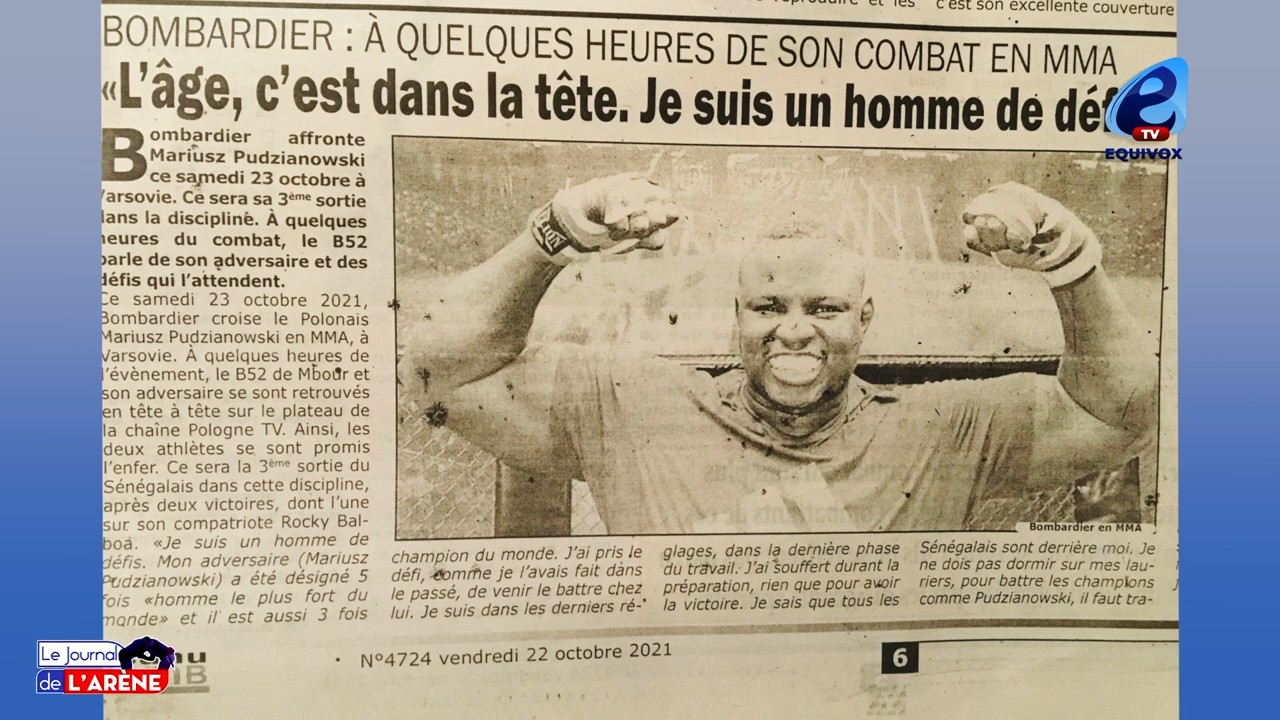 reproduire et les
c'est son excellente couverture
BOMBARDIER : À QUELQUES HEURES DE SON COMBAT EN MMA
«L'âge, c'est dans la tête. Je suis un homme de déf
e
TV
EQUIVOX
Bombardier affronte
Mariusz Pudzianowski
ce samedi 23 octobre à
Varsovie. Ce sera sa 3ème sortie
dans la discipline. À quelques
heures du combat, le B52
parle de son adversaire et des
défis qui l'attendent.
Ce samedi 23 octobre 2021,
Bombardier croise le Polonais
Mariusz Pudzianowski en MMA, à
Varsovie. À quelques heures de
l'évènement, le B52 de Mbour et
son adversaire se sont retrouvés
en tête à tête sur le plateau de
la chaîne Pologne TV. Ainsi, les
deux athlètes se sont promis
l'enfer. Ce sera la 3ème sortie du
Sénégalais dans cette discipline,
après deux victoires, dont l'une
sur son compatriote Rocky Bal-
boa. «Je suis un homme de
défis. Mon adversaire (Mariusz
Pudzianowski) a été désigné 5
fois «homme le plus fort du
monde» et il est aussi 3 fois
LION
Bombardier en MMA
champion du monde. J'ai pris le
défi, comme je l'avais fait dans
le passé, de venir le battre chez
lui. Je suis dans les derniers ré-
glages, dans la dernière phase
du travail. J'ai souffert durant la
préparation, rien que pour avoir
la victoire. Je sais que tous les
Sénégalais sont derrière moi. Je
ne dois pas dormir sur mes lau-
riers, pour battre les champions
comme Pudzianowski, il faut tra-
N°4724 vendredi 22 octobre 2021
6
Le Journal
de L'ARÈNE